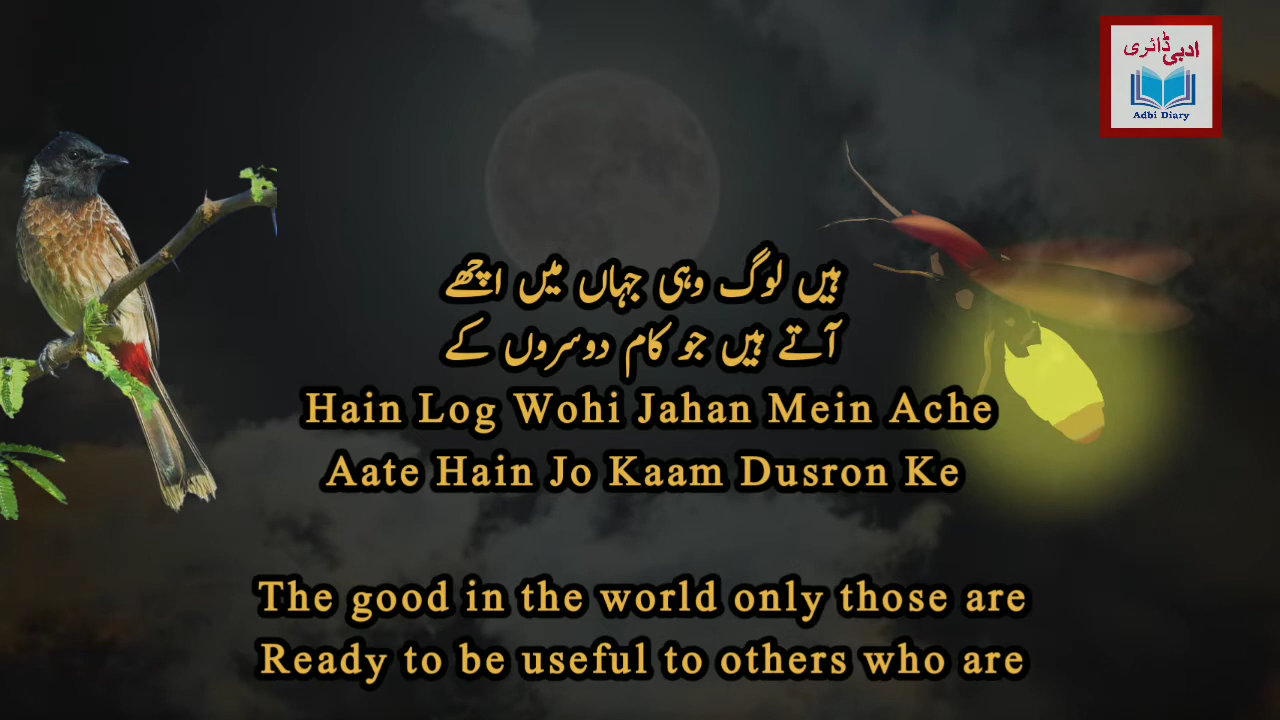 ادبی ڈائری
Adbi Diary
ہیں لوگ وہی جہاں میں اچھے
آتے ہیں جو کام دوسروں کے
Hain Log Wohi Jahan Mein Ache
Aate Hain Jo Kaam Dusron Ke
The good in the world only those are
Ready to be useful to others who are